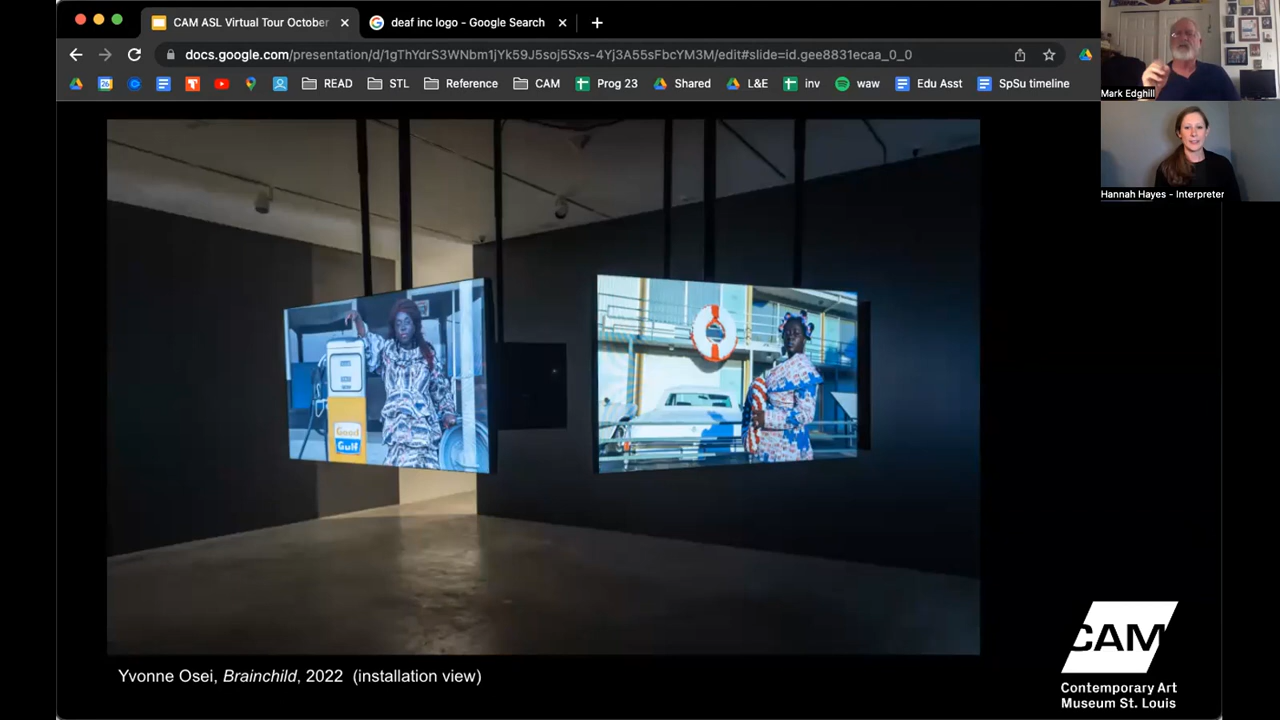 CAM ASL Virtual Tour October
deaf inc logo - Google Search
docs.google.com/presentation/d/1gThYdrS3WNbm1jYk59J5I5j5Sxs-4Yj3A55sFbcYM3M/edit#slide=id.gee8831ecaa_0_0
READ
STL
Reference
CAM
Prog 23
Shared
L&E
inv
waw
Edu Asst
SpSu timeline
Mark Edghill
Hannah Hayes - Interpreter
Good
Gulf
Yvonne Osei, Brainchild, 2022 (installation view)
CAM
Contemporary Art
Museum St. Louis